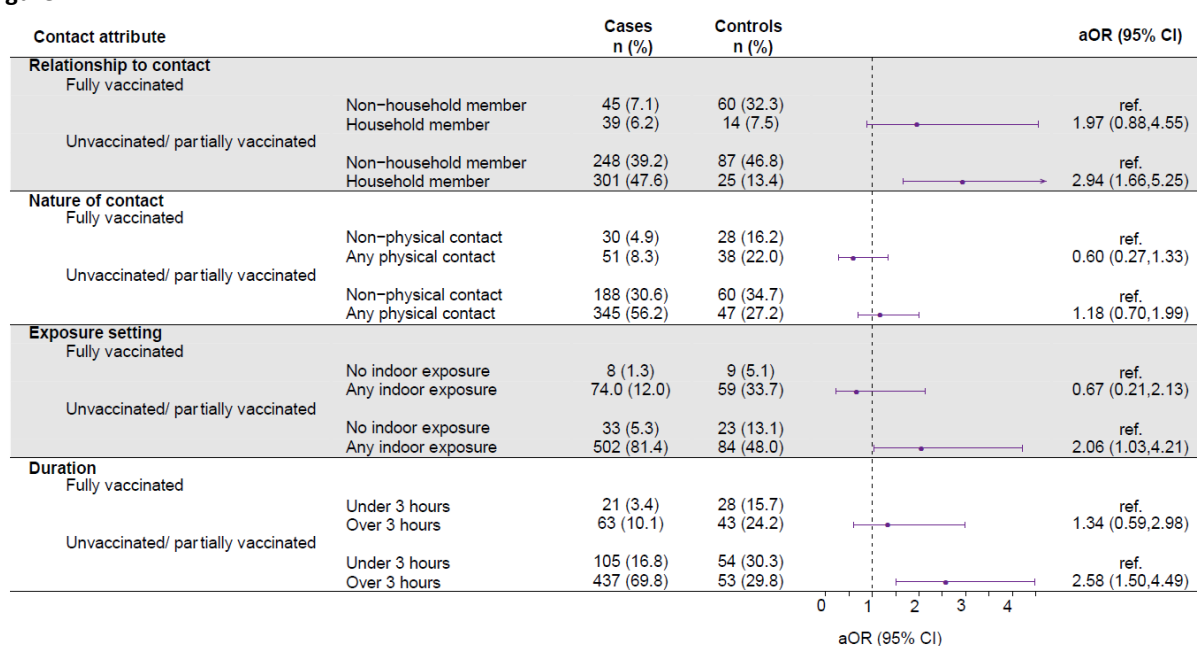 Contact attribute Cases n (%) Controls n (%) aOR (95% CI)
Relationship to contact
Fully vaccinated
Non−household member 45 (7.1) 60 (32.3) ref.
Household member 39 (6.2) 14 (7.5) 1.97 (0.88,4.55)
Unvaccinated/ partially vaccinated
Non−household member 248 (39.2) 87 (46.8) ref.
Household member 301 (47.6) 25 (13.4) 2.94 (1.66,5.25)
Nature of contact
Fully vaccinated
Non−physical contact 30 (4.9) 28 (16.2) ref.
Any physical contact 51 (8.3) 38 (22.0) 0.60 (0.27,1.33)
Unvaccinated/ partially vaccinated
Non−physical contact 188 (30.6) 60 (34.7) ref.
Any physical contact 345 (56.2) 47 (27.2) 1.18 (0.70,1.99)
Exposure setting
Fully vaccinated
No indoor exposure 8 (1.3) 9 (5.1) ref.
Any indoor exposure 74.0 (12.0) 59 (33.7) 0.67 (0.21,2.13)
Unvaccinated/ partially vaccinated
No indoor exposure 33 (5.3) 23 (13.1) ref.
Any indoor exposure 502 (81.4) 84 (48.0) 2.06 (1.03,4.21)
Duration
Fully vaccinated
Under 3 hours 21 (3.4) 28 (15.7) ref.
Over 3 hours 63 (10.1) 43 (24.2) 1.34 (0.59,2.98)
Unvaccinated/ partially vaccinated
Under 3 hours 105 (16.8) 54 (30.3) ref.
Over 3 hours 437 (69.8) 53 (29.8) 2.58 (1.50,4.49)
0 1 2 3 4
aOR (95% CI)